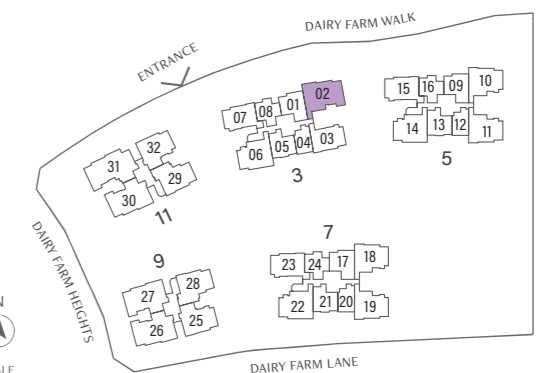 DAIRY FARM WALK
ENTRANCE
02
10
15 16 09
01
08
07
03
04
05
06
14 13 12 11
3
5
32
31
29
30
11
DAIRY FARM HEIGHTS
7
9
18
23 24 17
28
27
22 21 20 19
25
26
N
ALE
DAIRY FARM LANE